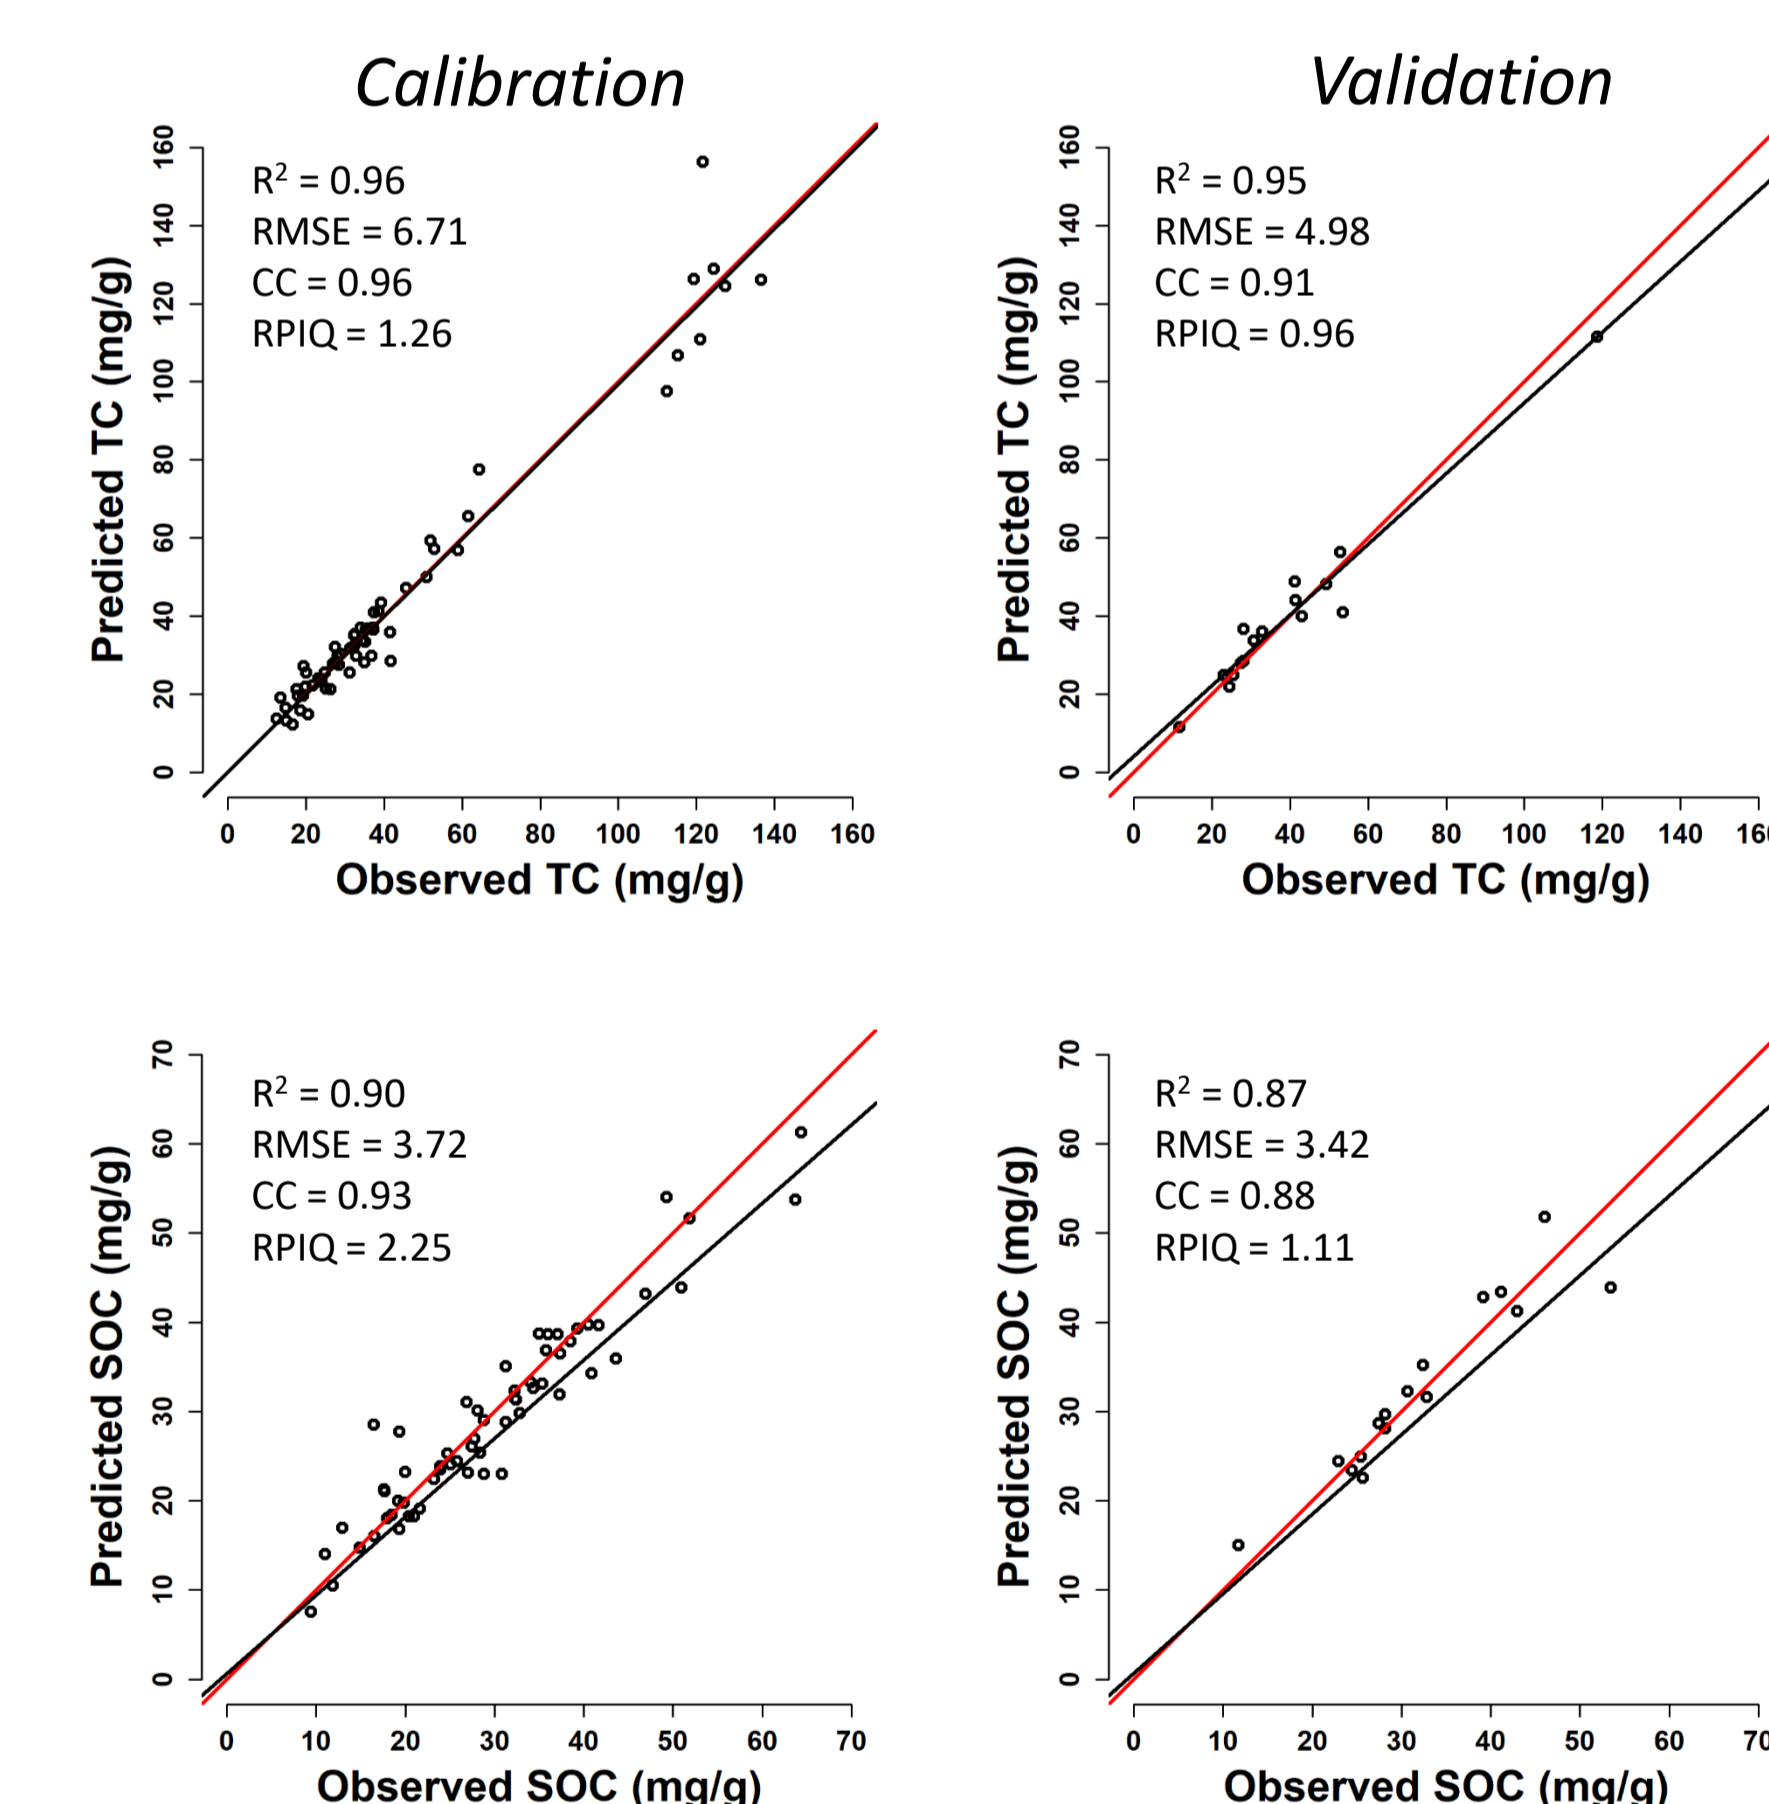 Calibration
Validation
R² = 0.96
RMSE = 6.71
CC = 0.96
RPIQ = 1.26
Predicted TC (mg/g)
0 20 40 60 80 100 120 140 160
0 20 40 60 80 100 120 140 160
Observed TC (mg/g)
R² = 0.95
RMSE = 4.98
CC = 0.91
RPIQ = 0.96
Predicted TC (mg/g)
0 20 40 60 80 100 120 140 160
0 20 40 60 80 100 120 140
Observed TC (mg/g)
R² = 0.90
RMSE = 3.72
CC = 0.93
RPIQ = 2.25
Predicted SOC (mg/g)
0 10 20 30 40 50 60 70
0 10 20 30 40 50 60 70
Observed SOC (mg/g)
R² = 0.87
RMSE = 3.42
CC = 0.88
RPIQ = 1.11
Predicted SOC (mg/g)
0 10 20 30 40 50 60 70
0 10 20 30 40 50 60 70
Observed SOC (mg/g)